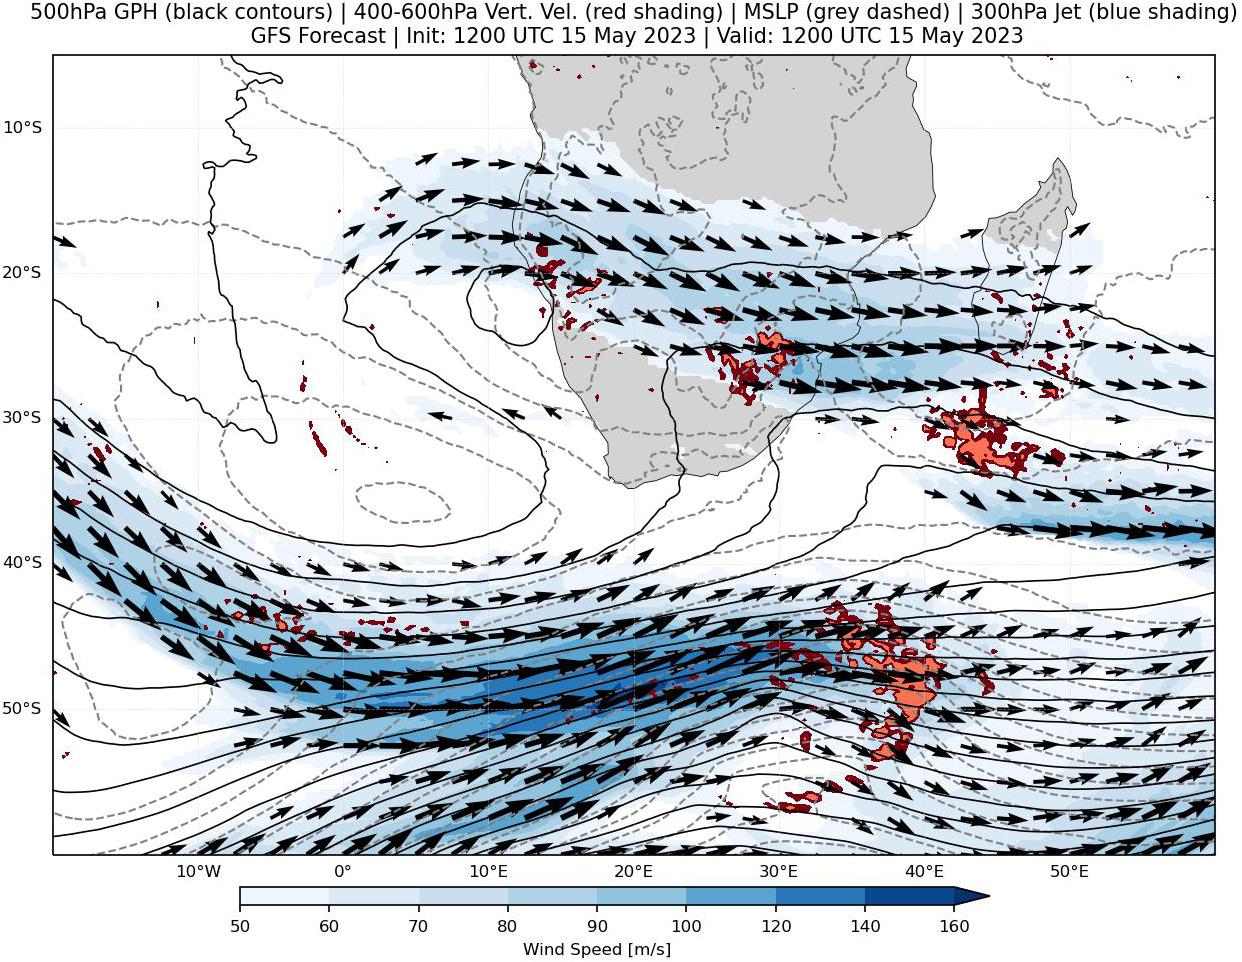 500hPa GPH (black contours) | 400-600hPa Vert. Vel. (red shading) | MSLP (grey dashed) | 300hPa Jet (blue shading)
GFS Forecast | Init: 1200 UTC 15 May 2023 | Valid: 1200 UTC 15 May 2023
10°S
20°S
30°S
40°S
50°S
10°W 0° 10°E 20°E 30°E 40°E 50°E
50 60 70 80 90 100 120 140 160
Wind Speed [m/s]